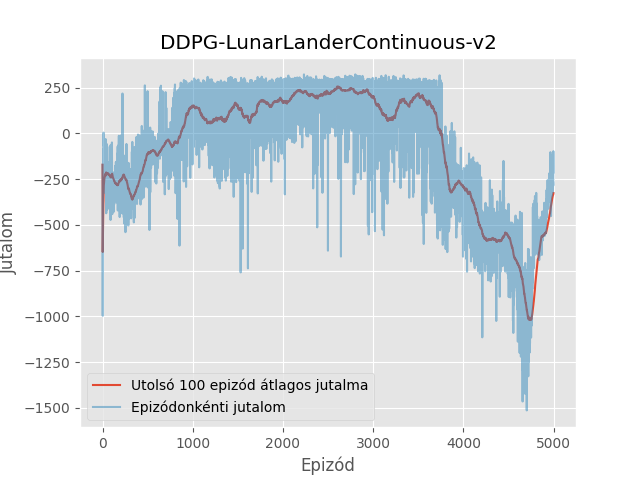 DDPG-LunarLanderContinuous-v2
250
0
−250
−500
−750
−1000
−1250
−1500
Jutalom
Utolsó 100 epizód átlagos jutalma
Epizódonkénti jutalom
0
1000
2000
3000
4000
5000
Epizód